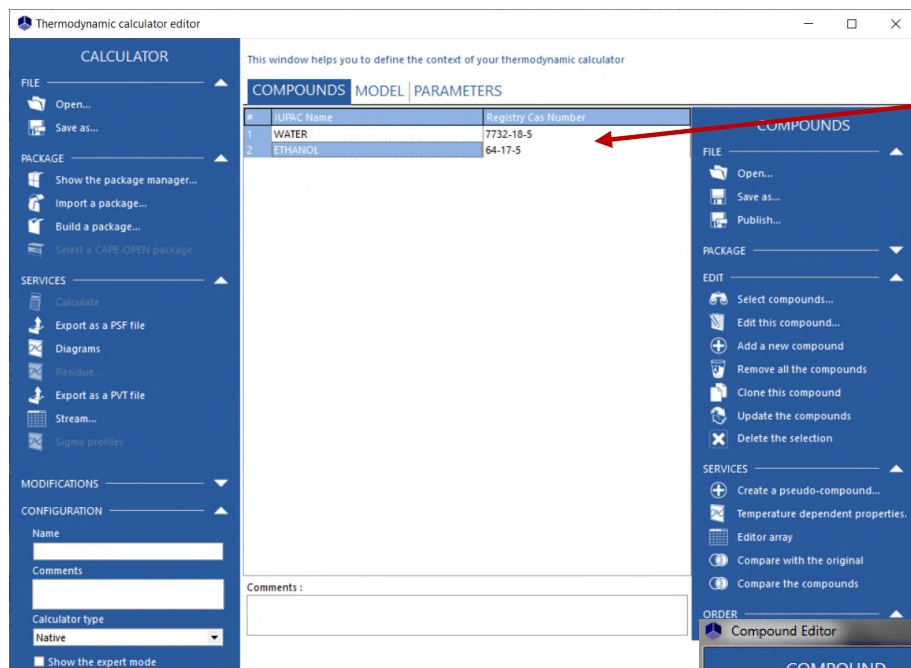 Thermodynamic calculator editor
CALCULATOR
FILE
Open...
Save as...
PACKAGE
Show the package manager...
Import a package...
Build a package...
Select a CAPE-OPEN package
SERVICES
Calculate
Export as a PSF file
Diagrams
Residue...
Export as a PVT file
Stream...
Sigma profiles
MODIFICATIONS
CONFIGURATION
Name
Comments
Calculator type
Native
Show the expert mode
This window helps you to define the context of your thermodynamic calculator
COMPOUNDS MODEL PARAMETERS
# IUPAC Name Registry Cas Number
1 WATER 7732-18-5
2 ETHANOL 64-17-5
Comments :
COMPOUNDS
FILE
Open...
Save as...
Publish...
PACKAGE
EDIT
Select compounds...
Edit this compound...
Add a new compound
Remove all the compounds
Clone this compound
Update the compounds
Delete the selection
SERVICES
Create a pseudo-compound...
Temperature dependent properties.
Editor array
Compare with the original
Compare the compounds
ORDER
Compound Editor
COMPOUND